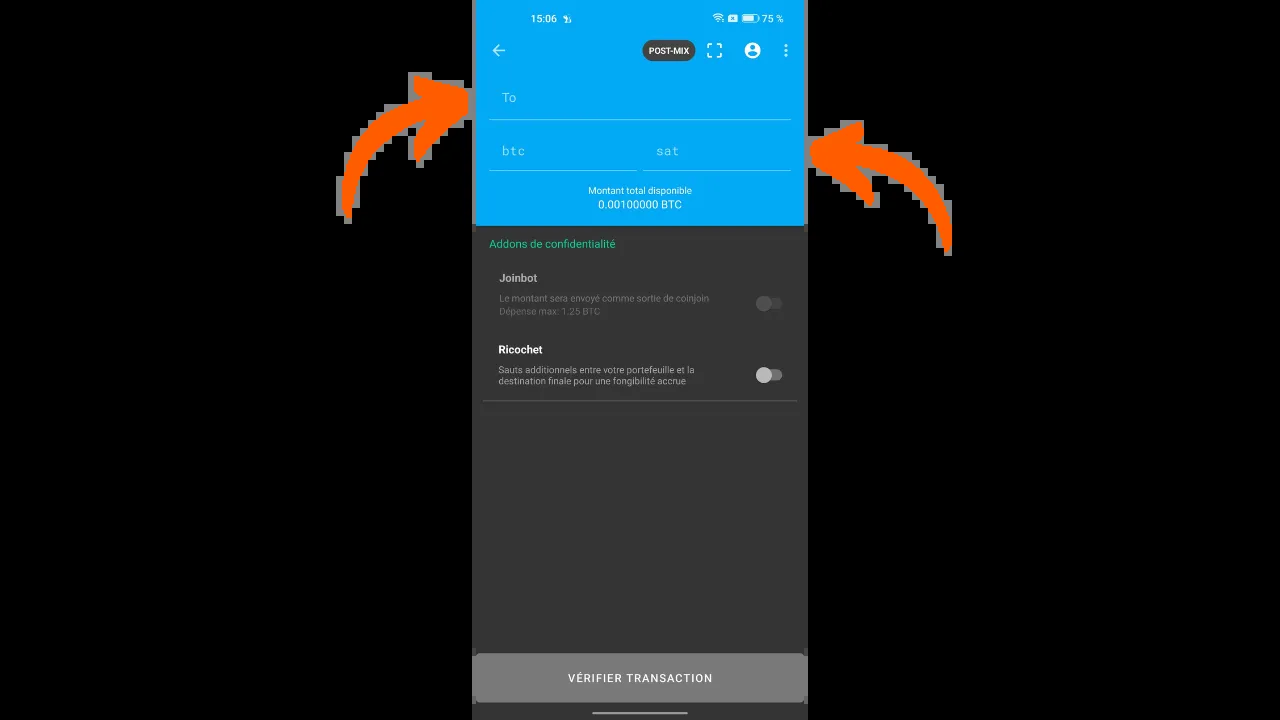 15:06
75 %
POST-MIX
To
btc
sat
Montant total disponible
0.00100000 BTC
Addons de confidentialité
Joinbot
Le montant sera envoyé comme sortie de coinjoin
Dépense max: 1.25 BTC
Ricochet
Sauts additionnels entre votre portefeuille et la
destination finale pour une fongibilité accrue
VÉRIFIER TRANSACTION